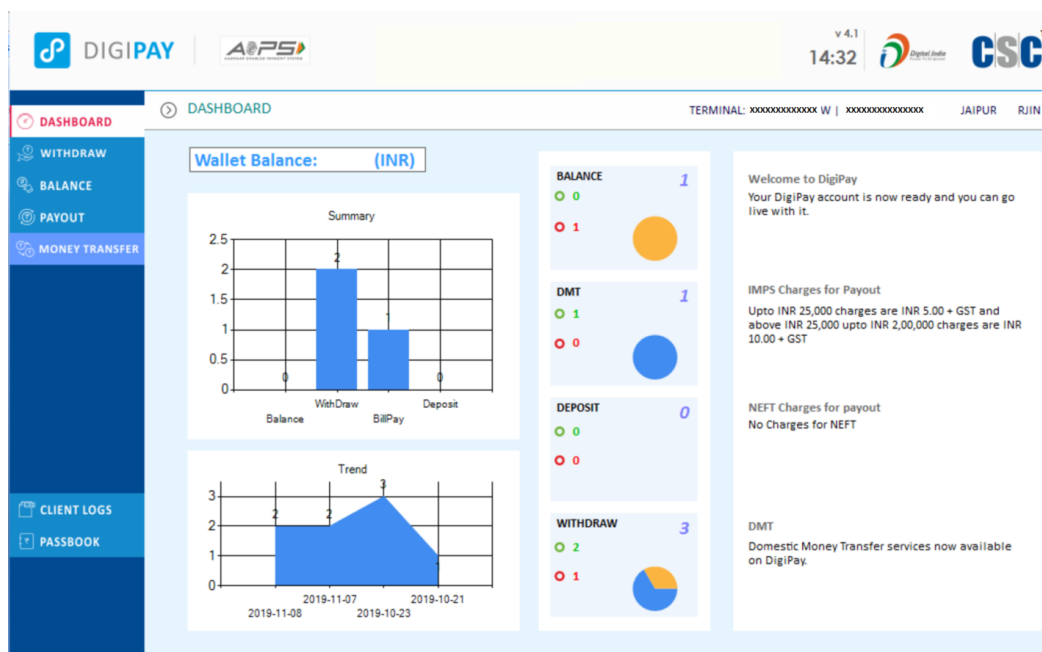 DIGIPAY
AePS
v 4.1
14:32
Digital India
CSC
DASHBOARD
WITHDRAW
BALANCE
PAYOUT
MONEY TRANSFER
CLIENT LOGS
PASSBOOK
DASHBOARD
TERMINAL: xxxxxxxxxxxxx W | xxxxxxxxxxxxxxx JAIPUR RJIN
Wallet Balance: (INR)
Summary
2.5
2
1.5
1
0.5
0
0
2
1
0
WithDraw Deposit
Balance BillPay
Trend
3
2
1
0
2
2
3
1
2019-11-07 2019-10-21
2019-11-08 2019-10-23
BALANCE 1
0
1
DMT 1
1
0
DEPOSIT 0
0
0
WITHDRAW 3
2
1
Welcome to DigiPay
Your DigiPay account is now ready and you can go
live with it.
IMPS Charges for Payout
Upto INR 25,000 charges are INR 5.00 + GST and
above INR 25,000 upto INR 2,00,000 charges are INR
10.00 + GST
NEFT Charges for payout
No Charges for NEFT
DMT
Domestic Money Transfer services now available
on DigiPay.